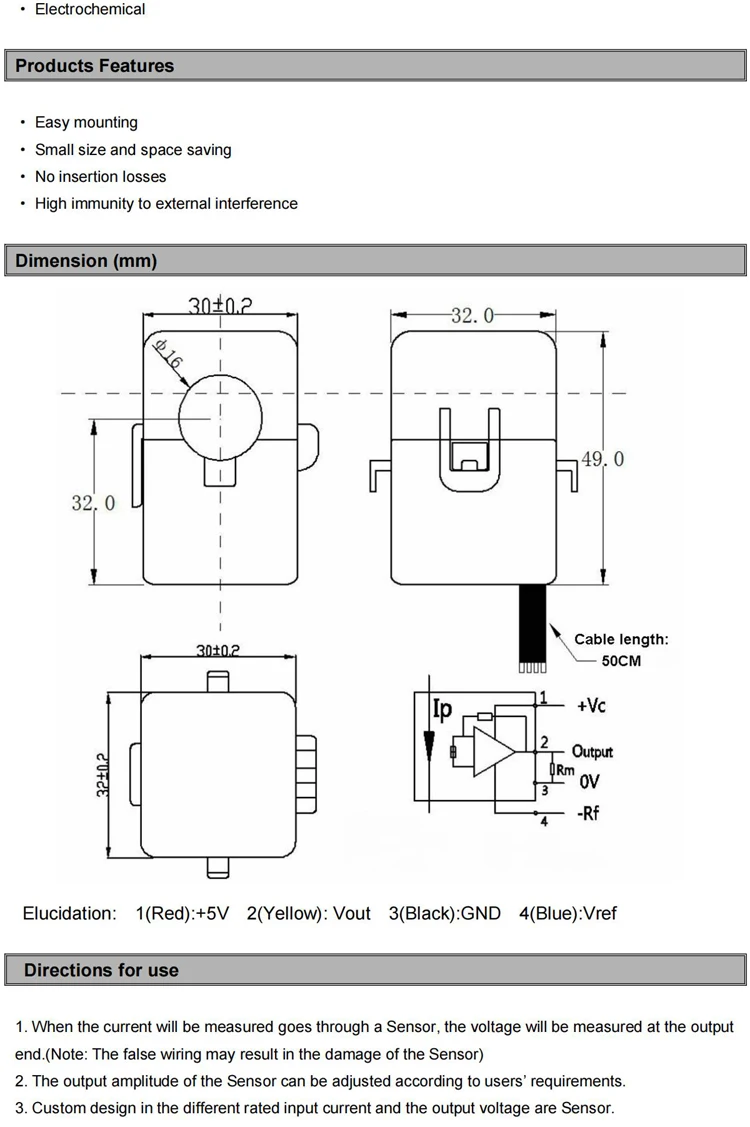 • Electrochemical
Products Features
• Easy mounting
• Small size and space saving
• No insertion losses
• High immunity to external interference
Dimension (mm)
30±0.2
32.0
Φ16
49.0
32.0
Cable length:
50CM
30±0.2
32±0.2
Ip
1
+Vc
2
Output
Rm
0V
3
-Rf
4
Elucidation: 1(Red):+5V 2(Yellow): Vout 3(Black):GND 4(Blue):Vref
Directions for use
1. When the current will be measured goes through a Sensor, the voltage will be measured at the output
end.(Note: The false wiring may result in the damage of the Sensor)
2. The output amplitude of the Sensor can be adjusted according to users’ requirements.
3. Custom design in the different rated input current and the output voltage are Sensor.